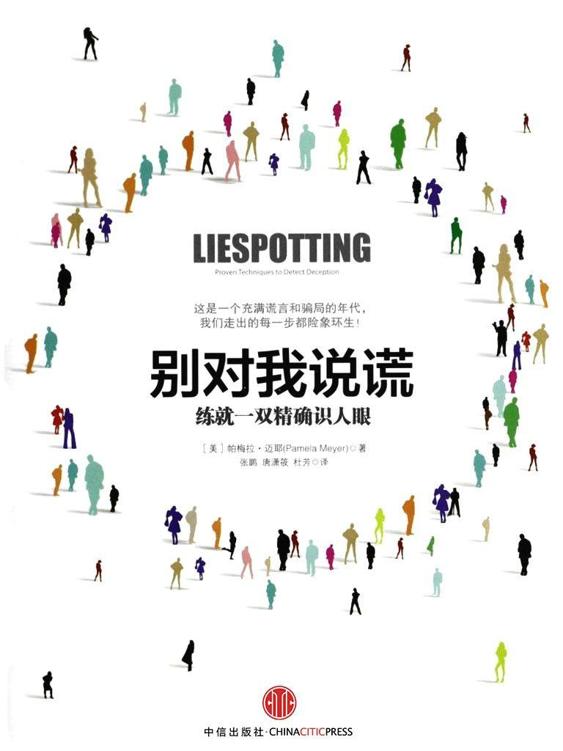 LIESPOTTING
Proven Techniques to Detect Deception
这是一个充满谎言和骗局的年代，
我们走出的每一步都险象环生！
别对我说谎
练就一双精确识人眼
［美］帕梅拉·迈耶(Pamela Meyer)◎著
张鹏 唐潇筱 杜芳◎译
中信出版社·CHINACITICPRESS